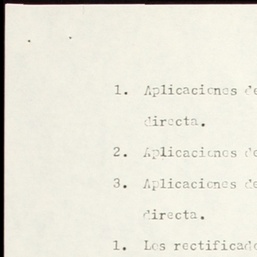 1. Aplicaciones de
directa.
2. Aplicaciones de
3. Aplicaciones de
directa.
1. Los rectificado